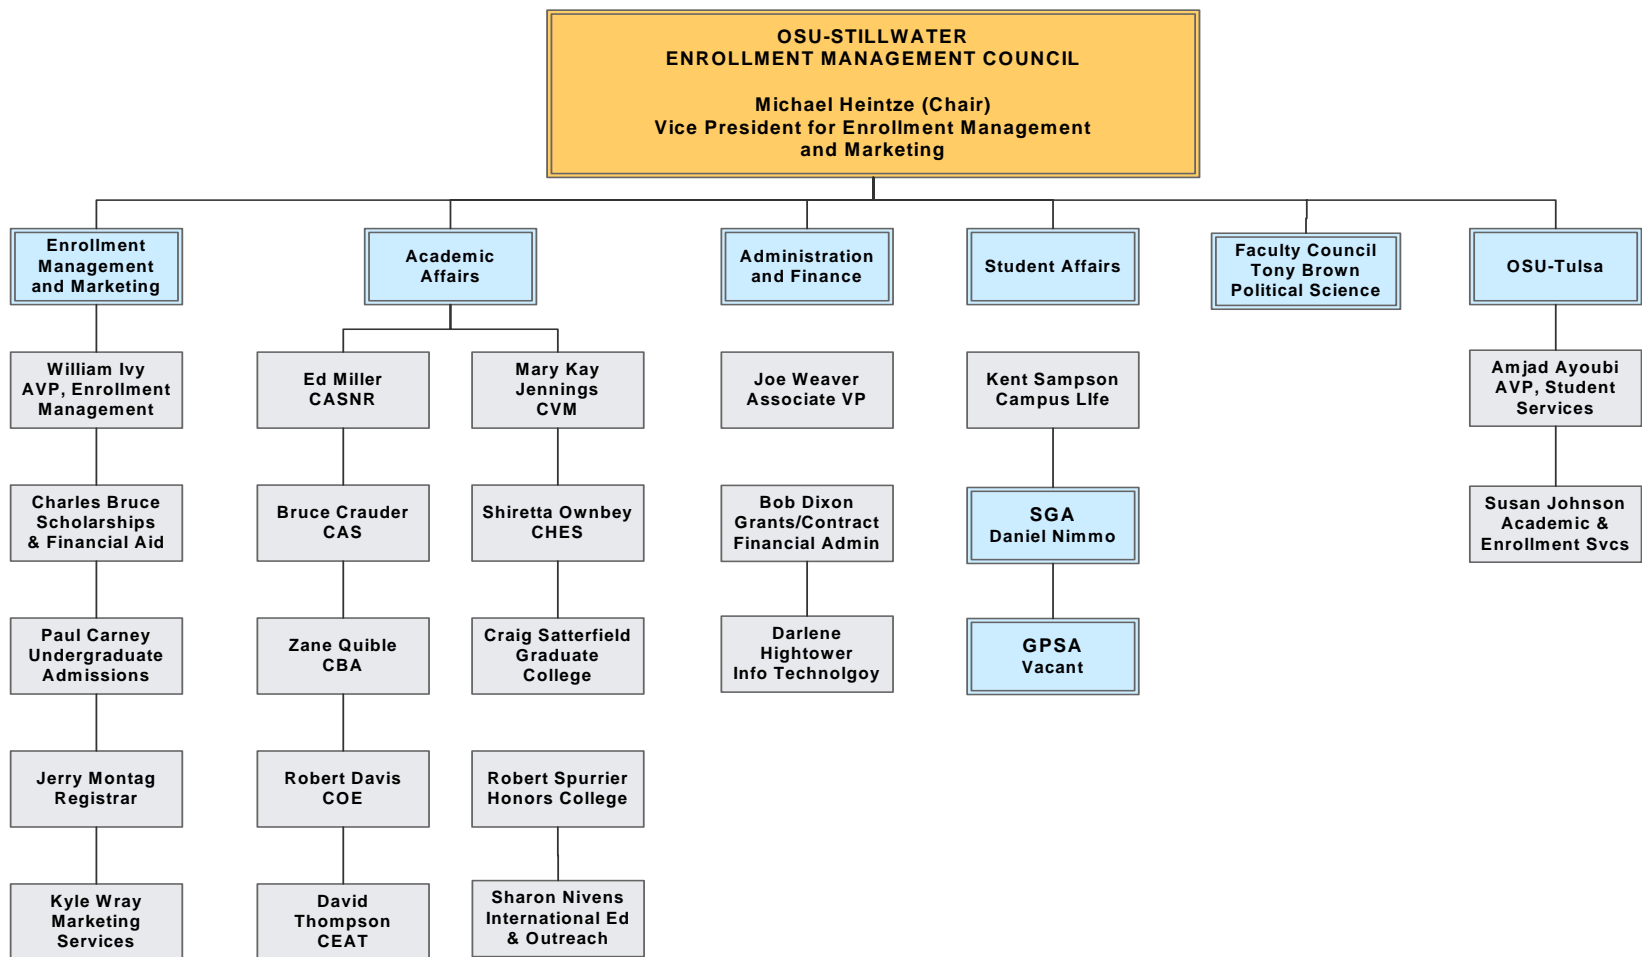 OSU-STILLWATER
ENROLLMENT MANAGEMENT COUNCIL
Michael Heintze (Chair)
Vice President for Enrollment Management
and Marketing
Enrollment
Management
and Marketing
Academic
Affairs
Administration
and Finance
Student Affairs
Faculty Council
Tony Brown
Political Science
OSU-Tulsa
William Ivy
AVP, Enrollment
Management
Ed Miller
CASNR
Mary Kay
Jennings
CVM
Joe Weaver
Associate VP
Kent Sampson
Campus LIfe
Amjad Ayoubi
AVP, Student
Services
Charles Bruce
Scholarships
& Financial Aid
Bruce Crauder
CAS
Shiretta Ownbey
CHES
Bob Dixon
Grants/Contract
Financial Admin
SGA
Daniel Nimmo
Susan Johnson
Academic &
Enrollment Svcs
Paul Carney
Undergraduate
Admissions
Zane Quible
CBA
Craig Satterfield
Graduate
College
Darlene
Hightower
Info Technolgoy
GPSA
Vacant
Jerry Montag
Registrar
Robert Davis
COE
Robert Spurrier
Honors College
Kyle Wray
Marketing
Services
David
Thompson
CEAT
Sharon Nivens
International Ed
& Outreach